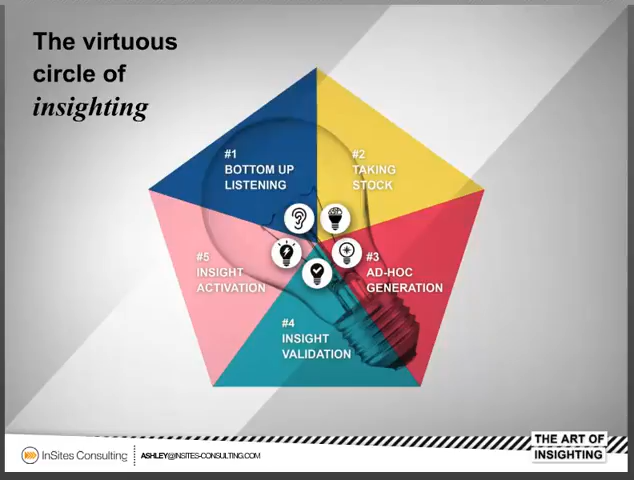 The virtuous
circle of
insighting
#1
BOTTOM UP
LISTENING
#2
TAKING
STOCK
#3
AD-HOC
GENERATION
#4
INSIGHT
VALIDATION
#5
INSIGHT
ACTIVATION
InSites Consulting
ASHLEY@INSITES-CONSULTING.COM
THE ART OF
INSIGHTING